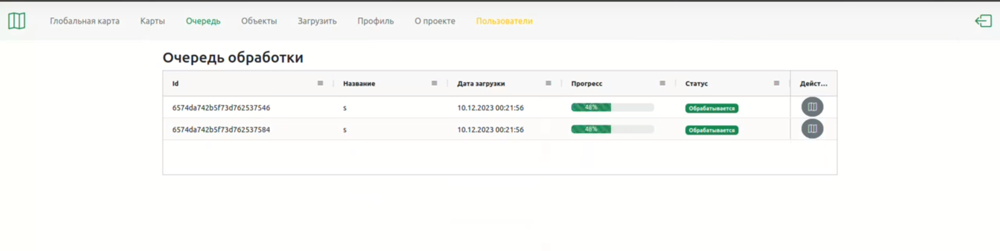 Глобальная карта Карты Очередь Объекты Загрузить Профиль О проекте Пользователи
Очередь обработки
Id Название Дата загрузки Прогресс Статус Дейст...
6574da742b5f73d762537546 s 10.12.2023 00:21:56 48% Обрабатывается
6574da742b5f73d762537584 s 10.12.2023 00:21:56 48% Обрабатывается